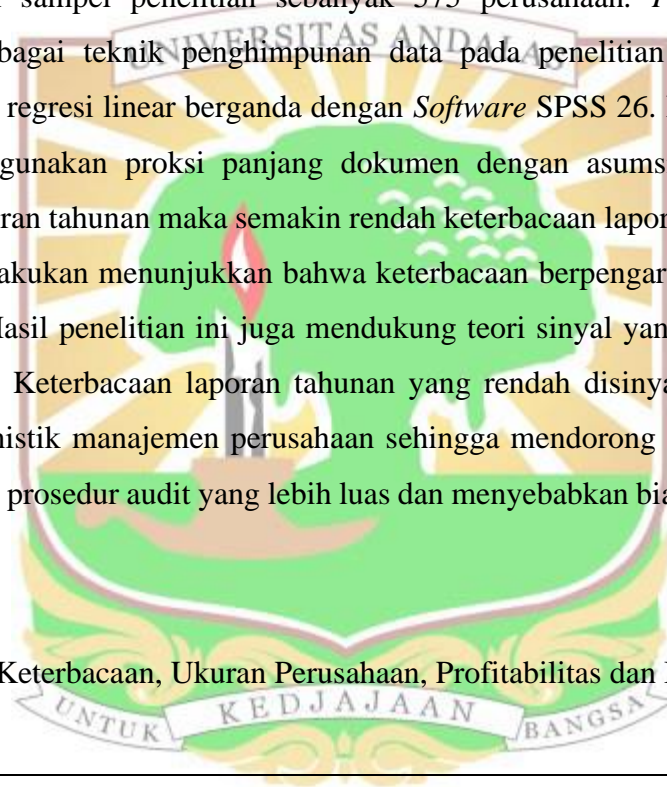 sampel penelitian sebanyak 575 perusahaan.
bagai teknik penghimpunan data pada penelitian
regresi linear berganda dengan Software SPSS 26.
gunakan proksi panjang dokumen dengan asums
ran tahunan maka semakin rendah keterbacaan lapor
akukan menunjukkan bahwa keterbacaan berpengar
Hasil penelitian ini juga mendukung teori sinyal yan
Keterbacaan laporan tahunan yang rendah disinya
nistik manajemen perusahaan sehingga mendorong
prosedur audit yang lebih luas dan menyebabkan bia
Keterbacaan, Ukuran Perusahaan, Profitabilitas dan
UNIVERSITAS ANDALAS
UNTUK KEDJAJAAN BANGSA